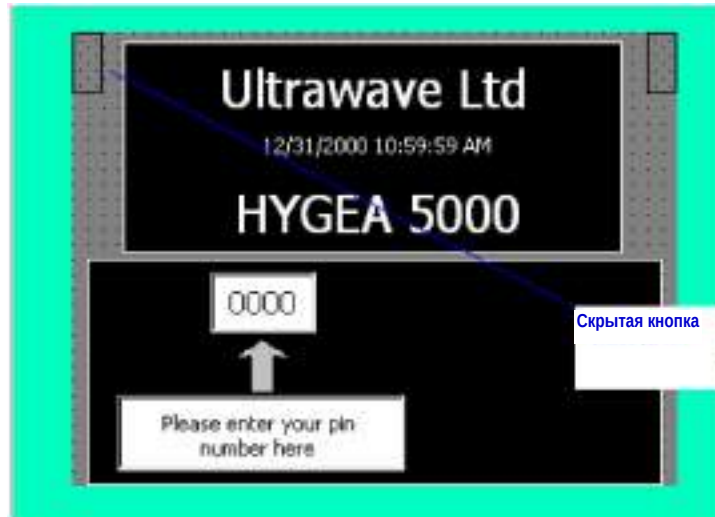 Ultrawave Ltd
12/31/2000 10:59:59 AM
HYGEA 5000
0000
Скрытая кнопка
Please enter your pin
number here